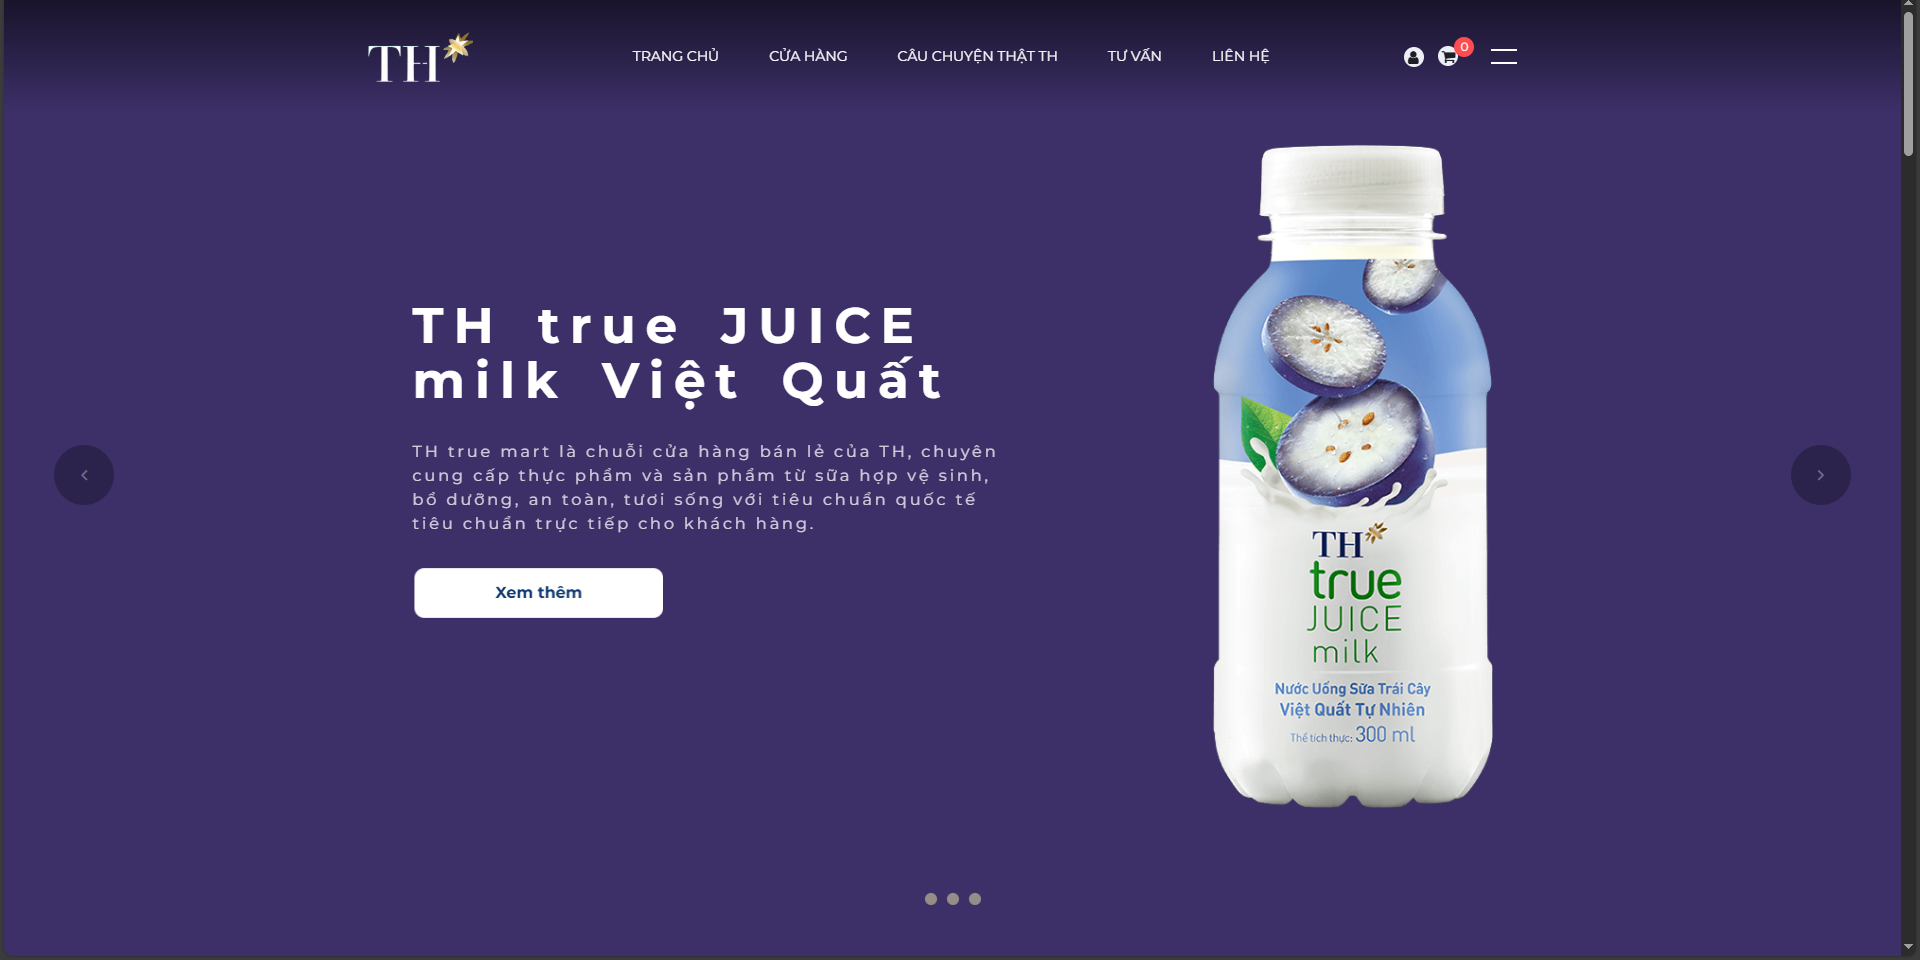 TH
TRANG CHỦ
CỬA HÀNG
CÂU CHUYỆN THẬT TH
TƯ VẤN
LIÊN HỆ
0
TH true JUICE
milk Việt Quất
TH true mart là chuỗi cửa hàng bán lẻ của TH, chuyên
cung cấp thực phẩm và sản phẩm từ sữa hợp vệ sinh,
bổ dưỡng, an toàn, tươi sống với tiêu chuẩn quốc tế
tiêu chuẩn trực tiếp cho khách hàng.
Xem thêm
TH
true
JUICE
milk
Nước Uống Sữa Trái Cây
Việt Quất Tự Nhiên
Thể tích thực: 300 ml